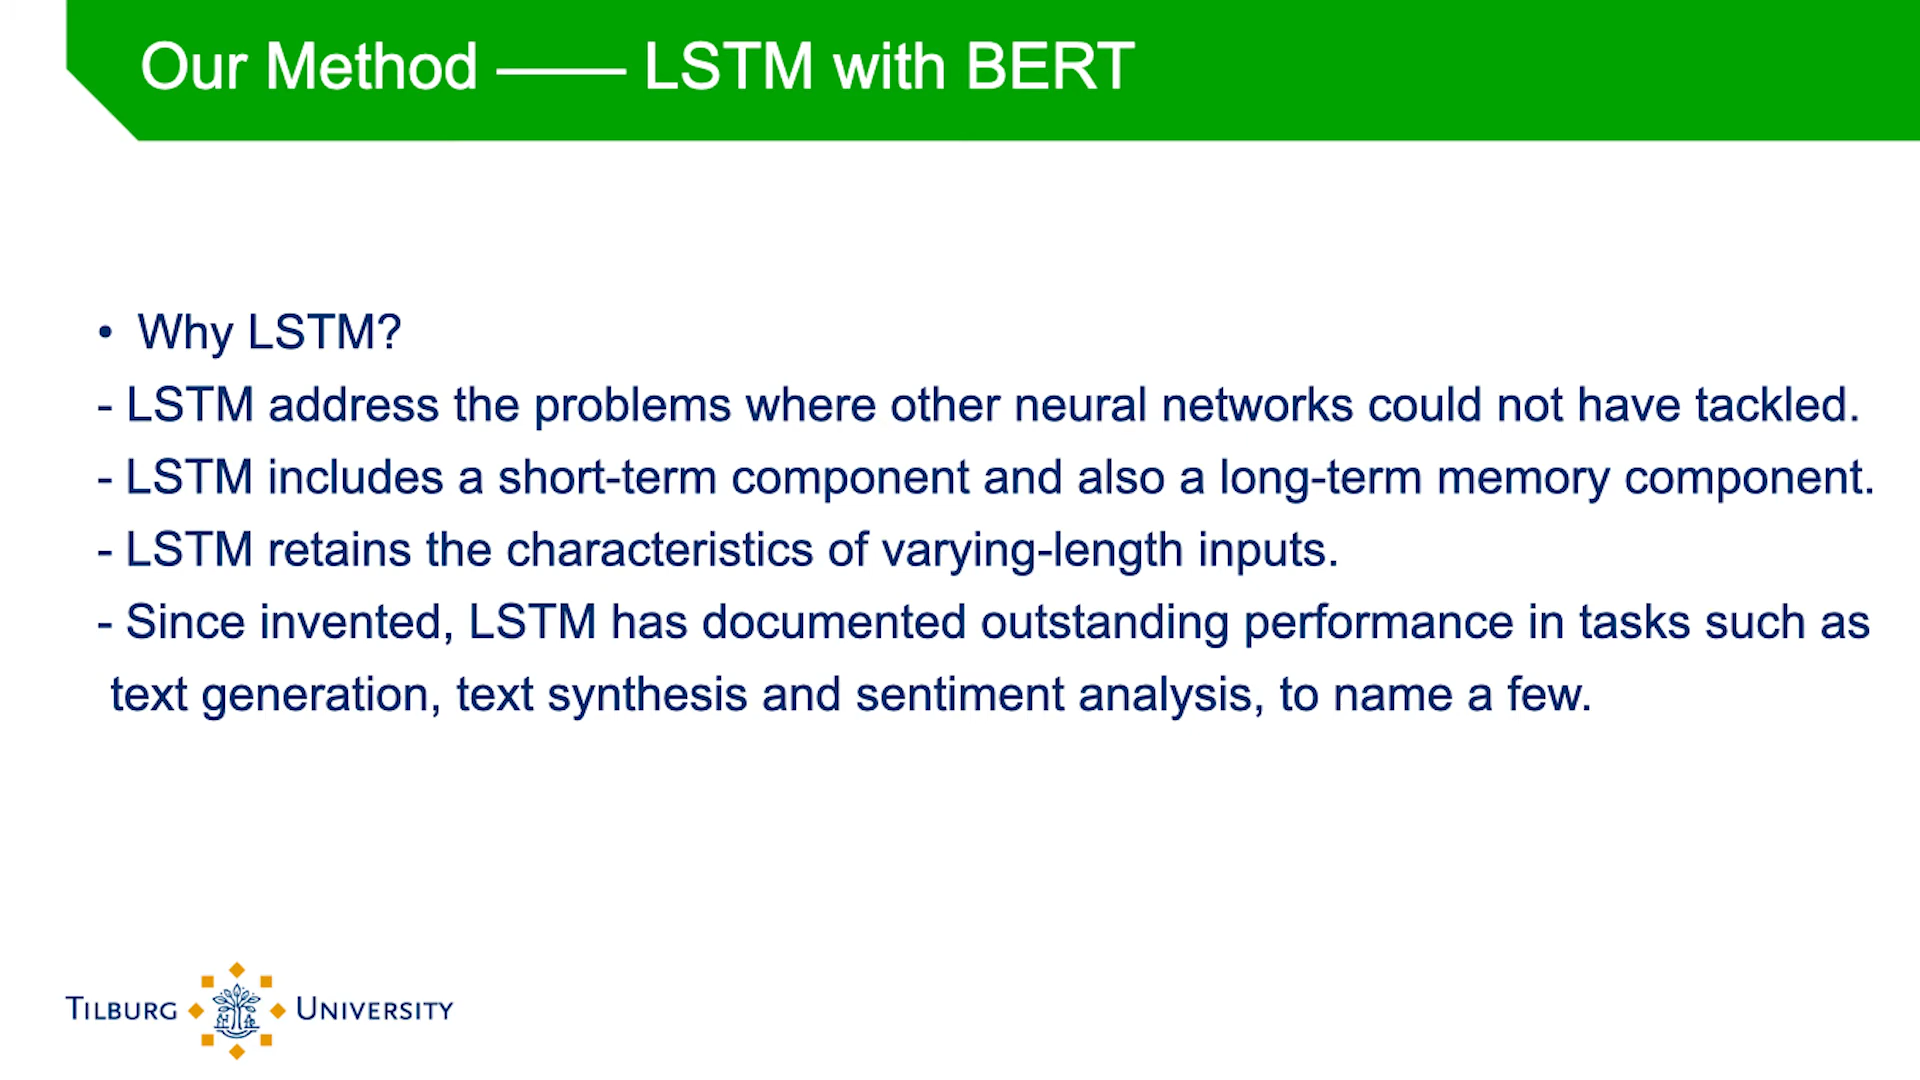 Our Method —— LSTM with BERT
• Why LSTM?
- LSTM address the problems where other neural networks could not have tackled.
- LSTM includes a short-term component and also a long-term memory component.
- LSTM retains the characteristics of varying-length inputs.
- Since invented, LSTM has documented outstanding performance in tasks such as
text generation, text synthesis and sentiment analysis, to name a few.
TILBURG UNIVERSITY